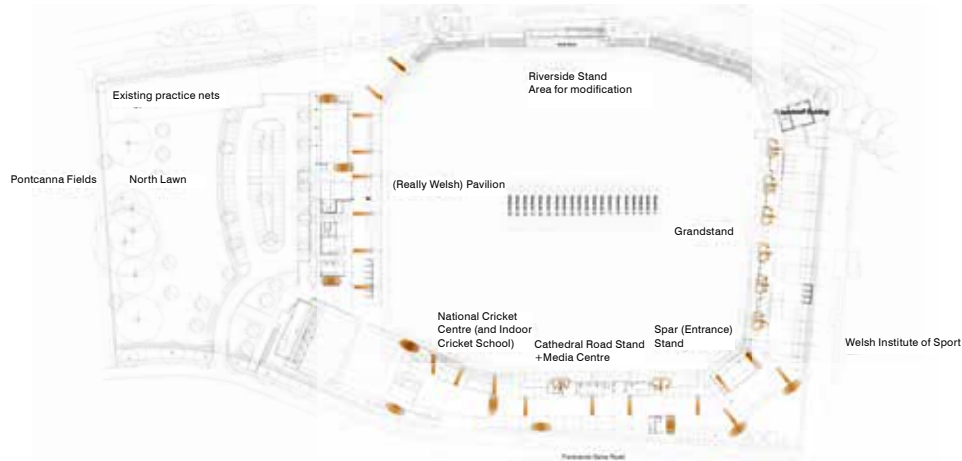 Riverside Stand
Area for modification
Existing practice nets
Pontcanna Fields
North Lawn
(Really Welsh) Pavilion
Grandstand
National Cricket
Centre (and Indoor
Cricket School)
Cathedral Road Stand
+Media Centre
Spar (Entrance)
Stand
Welsh Institute of Sport